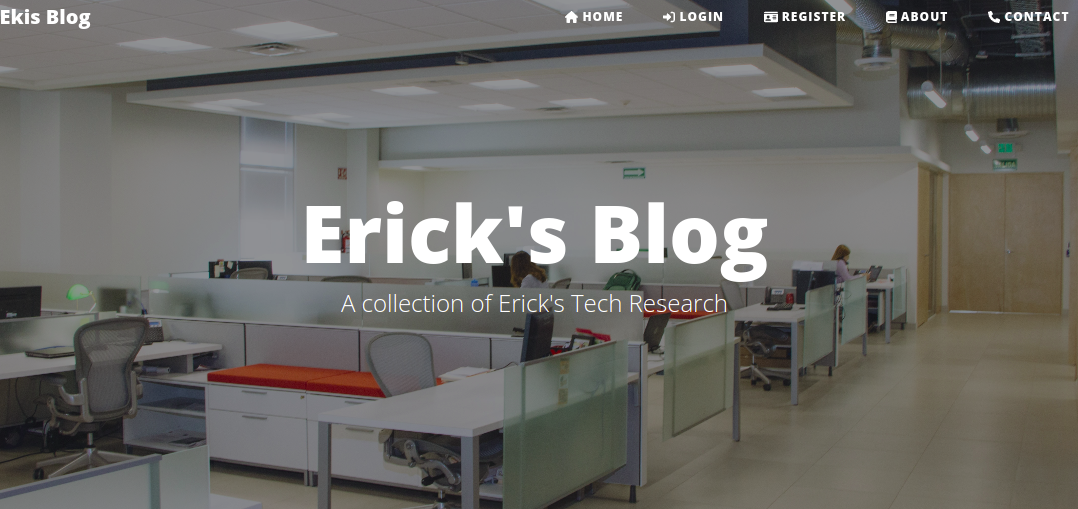 Ekis Blog
HOME LOGIN REGISTER ABOUT CONTACT
Erick's Blog
A collection of Erick's Tech Research